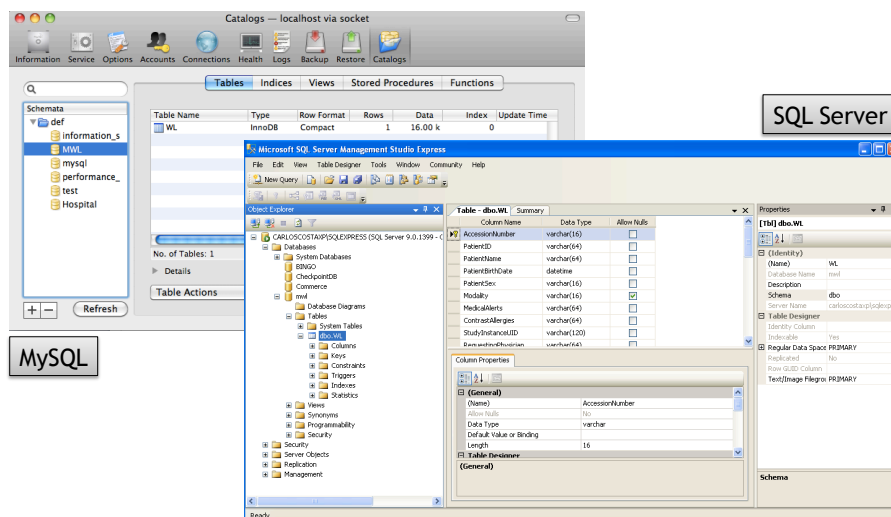 Catalogs — localhost via socket
Information Service Options Accounts Connections Health Logs Backup Restore Catalogs
Tables Indices Views Stored Procedures Functions
Schemata
def
information_s
MWL
mysql
performance_
test
Hospital
Table Name Type Row Format Rows Data Index Update Time
WL InnoDB Compact 1 16.00 k 0
No. of Tables: 1
Details
Table Actions
+ − Refresh
MySQL
SQL Server
Microsoft SQL Server Management Studio Express
File Edit View Table Designer Tools Window Community Help
New Query
Object Explorer
CARLOSCOSTAXP\SQLEXPRESS (SQL Server 9.0.1399 - C
Databases
System Databases
BINGO
CheckpointDB
Commerce
mwl
Database Diagrams
Tables
System Tables
dbo.WL
Columns
Keys
Constraints
Triggers
Indexes
Statistics
Views
Synonyms
Programmability
Security
Security
Server Objects
Replication
Management
Table - dbo.WL Summary
Column Name Data Type Allow Nulls
AccessionNumber varchar(16)
PatientID varchar(64)
PatientName varchar(64)
PatientBirthDate datetime
PatientSex varchar(16)
Modality varchar(16)
MedicalAlerts varchar(64)
ContrastAllergies varchar(64)
StudyInstanceUID varchar(120)
RequestingPhysician varchar(64)
Column Properties
(General)
(Name) AccessionNumber
Allow Nulls No
Data Type varchar
Default Value or Binding
Length 16
Table Designer
(General)
Properties
[Tbl] dbo.WL
(Identity)
(Name) WL
Database Name mwl
Description
Schema dbo
Server Name carloscostaxp\sqlexp
Table Designer
Identity Column
Indexable Yes
Regular Data Space PRIMARY
Replicated No
Row GUID Column
Text/Image Filegrou PRIMARY
Schema
Ready